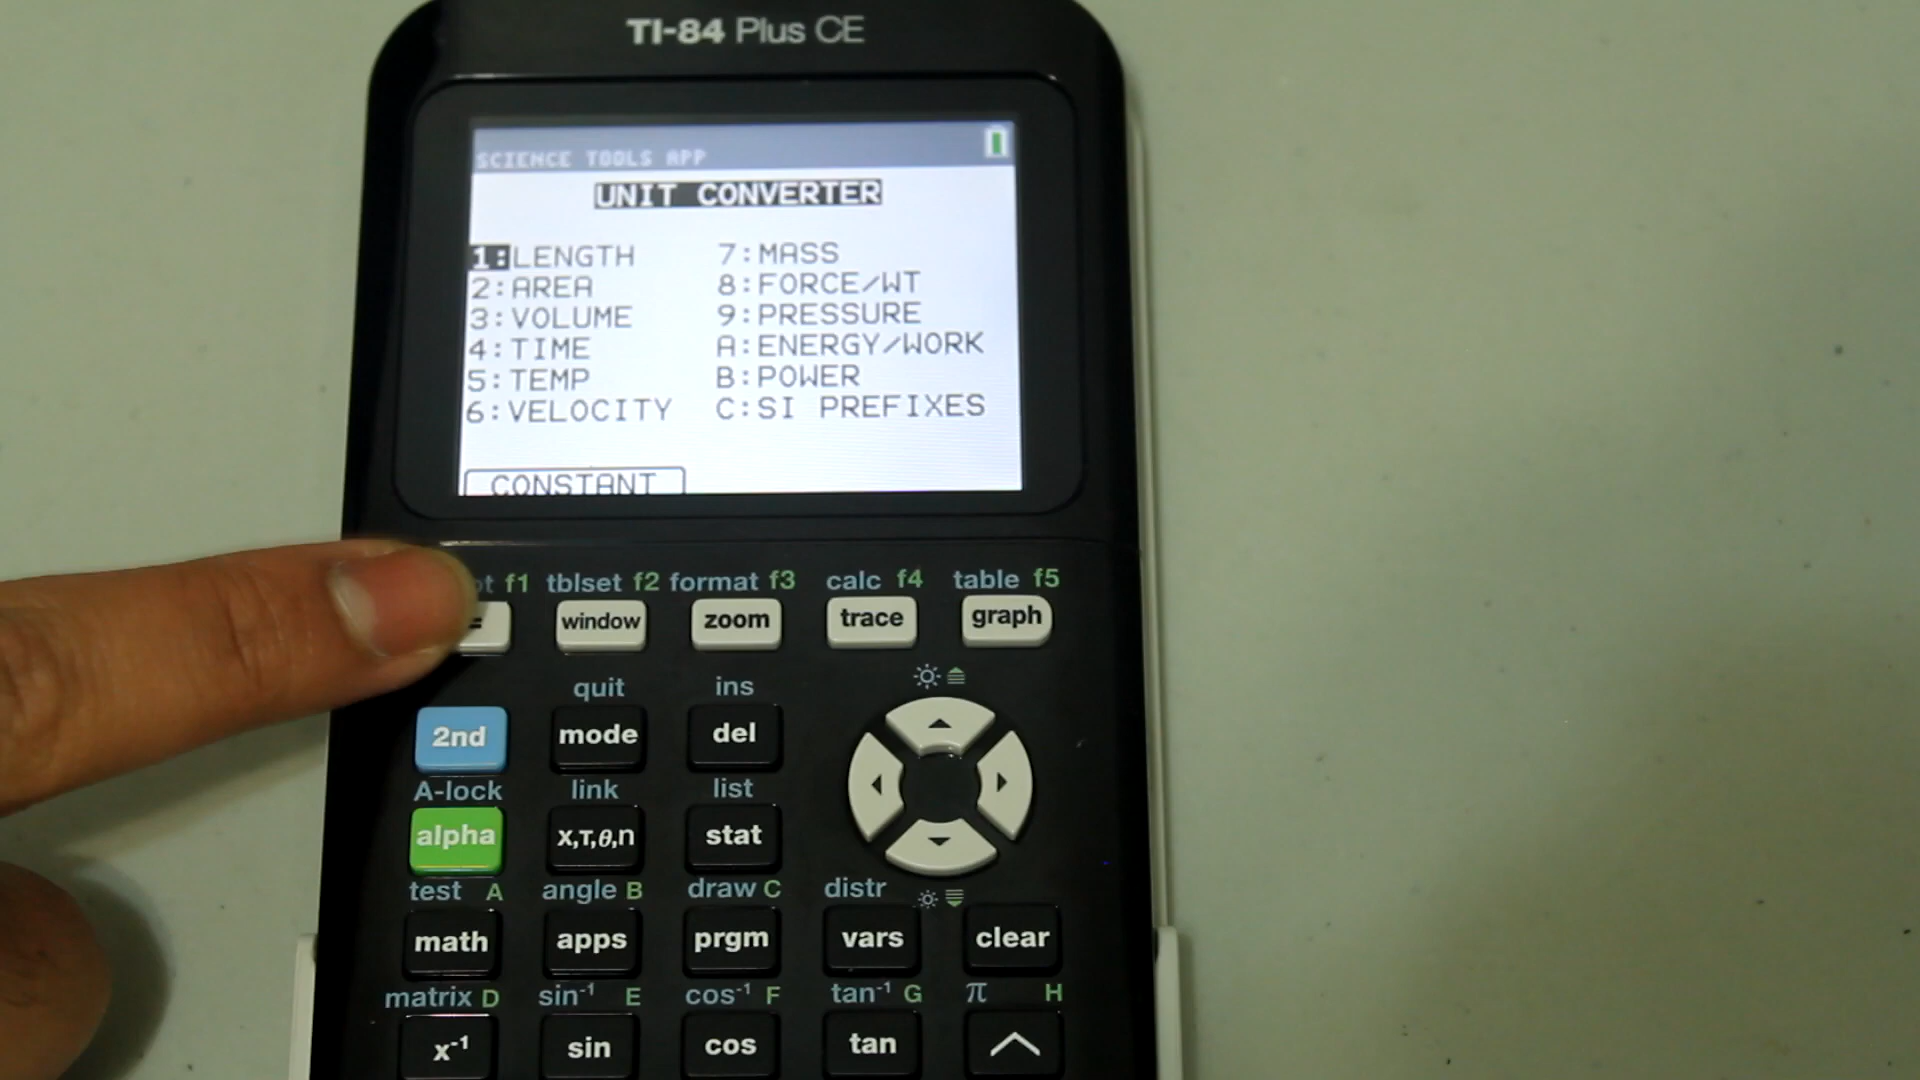 TI-84 Plus CE
SCIENCE TOOLS APP
UNIT CONVERTER
1:LENGTH 7:MASS
2:AREA 8:FORCE/WT
3:VOLUME 9:PRESSURE
4:TIME A:ENERGY/WORK
5:TEMP B:POWER
6:VELOCITY C:SI PREFIXES
CONSTANT
f1 tblset f2 format f3 calc f4 table f5
= window zoom trace graph
quit ins
2nd mode del
A-lock link list
alpha X,T,θ,n stat
test A angle B draw C distr
math apps prgm vars clear
matrix D sin⁻¹ E cos⁻¹ F tan⁻¹ G π H
x⁻¹ sin cos tan ^